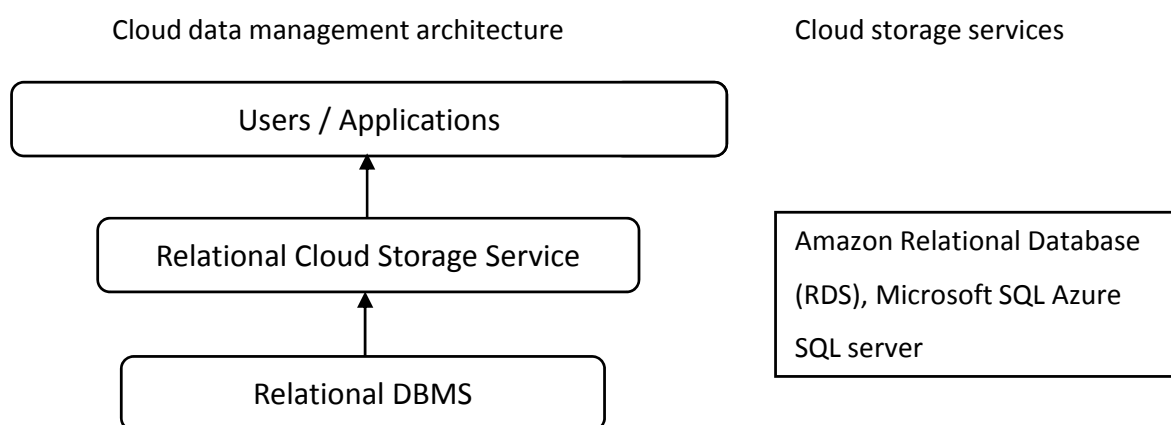 Cloud data management architecture
Cloud storage services
Users / Applications
Relational Cloud Storage Service
Amazon Relational Database
(RDS), Microsoft SQL Azure
SQL server
Relational DBMS